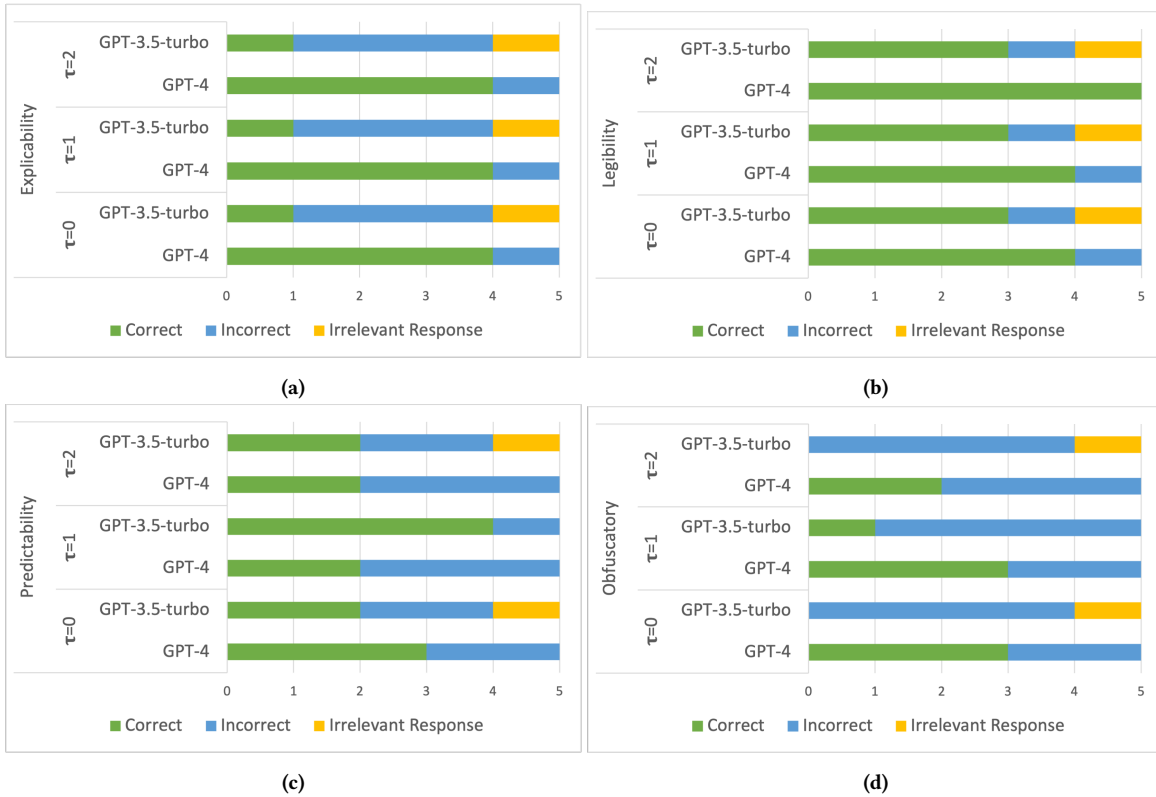 Explicability
τ=2
GPT-3.5-turbo
GPT-4
τ=1
GPT-3.5-turbo
GPT-4
τ=0
GPT-3.5-turbo
GPT-4
0 1 2 3 4 5
Correct Incorrect Irrelevant Response
(a)
Legibility
τ=2
GPT-3.5-turbo
GPT-4
τ=1
GPT-3.5-turbo
GPT-4
τ=0
GPT-3.5-turbo
GPT-4
0 1 2 3 4 5
Correct Incorrect Irrelevant Response
(b)
Predictability
τ=2
GPT-3.5-turbo
GPT-4
τ=1
GPT-3.5-turbo
GPT-4
τ=0
GPT-3.5-turbo
GPT-4
0 1 2 3 4 5
Correct Incorrect Irrelevant Response
(c)
Obfuscatory
τ=2
GPT-3.5-turbo
GPT-4
τ=1
GPT-3.5-turbo
GPT-4
τ=0
GPT-3.5-turbo
GPT-4
0 1 2 3 4 5
Correct Incorrect Irrelevant Response
(d)